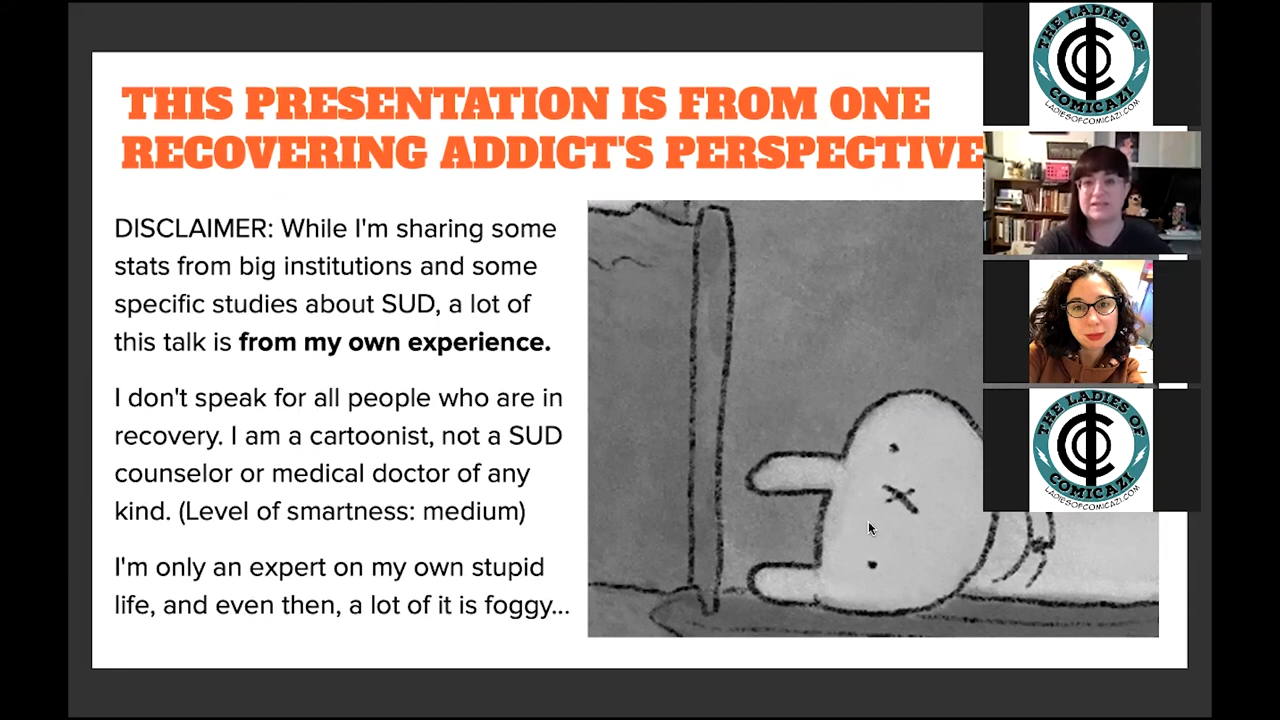 THIS PRESENTATION IS FROM ONE
RECOVERING ADDICT'S PERSPECTIVE
DISCLAIMER: While I'm sharing some
stats from big institutions and some
specific studies about SUD, a lot of
this talk is from my own experience.
I don't speak for all people who are in
recovery. I am a cartoonist, not a SUD
counselor or medical doctor of any
kind. (Level of smartness: medium)
I'm only an expert on my own stupid
life, and even then, a lot of it is foggy...
THE LADIES OF
COMICAZI
LADIESOFCOMICAZI.COM
THE LADIES OF
COMICAZI
LADIESOFCOMICAZI.COM